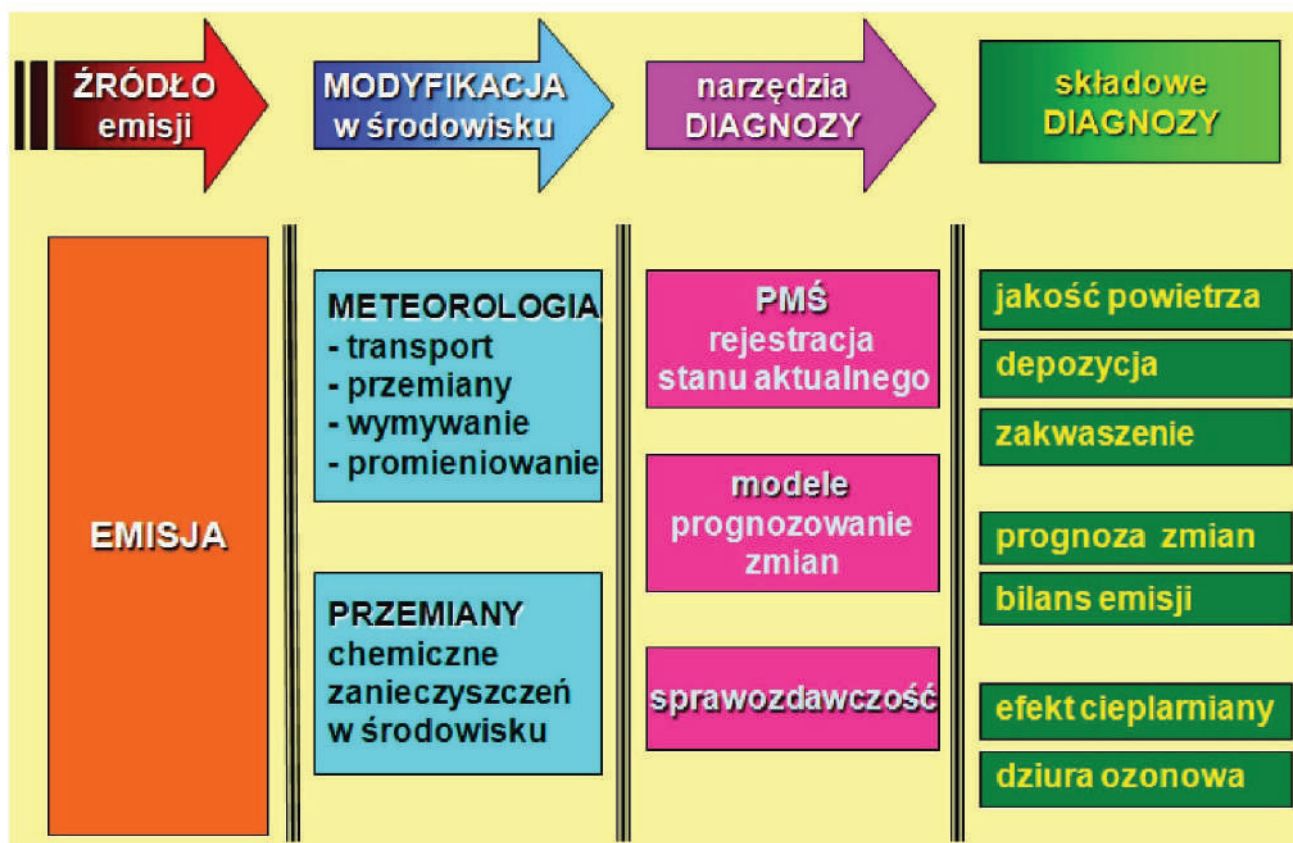 ŹRÓDŁO
emisji
MODYFIKACJA
w środowisku
narzędzia
DIAGNOZY
składowe
DIAGNOZY
EMISJA
METEOROLOGIA
- transport
- przemiany
- wymywanie
- promieniowanie
PRZEMIANY
chemiczne
zanieczyszczeń
w środowisku
PMŚ
rejestracja
stanu aktualnego
modele
prognozowanie
zmian
sprawozdawczość
jakość powietrza
depozycja
zakwaszenie
prognoza zmian
bilans emisji
efekt cieplarniany
dziura ozonowa